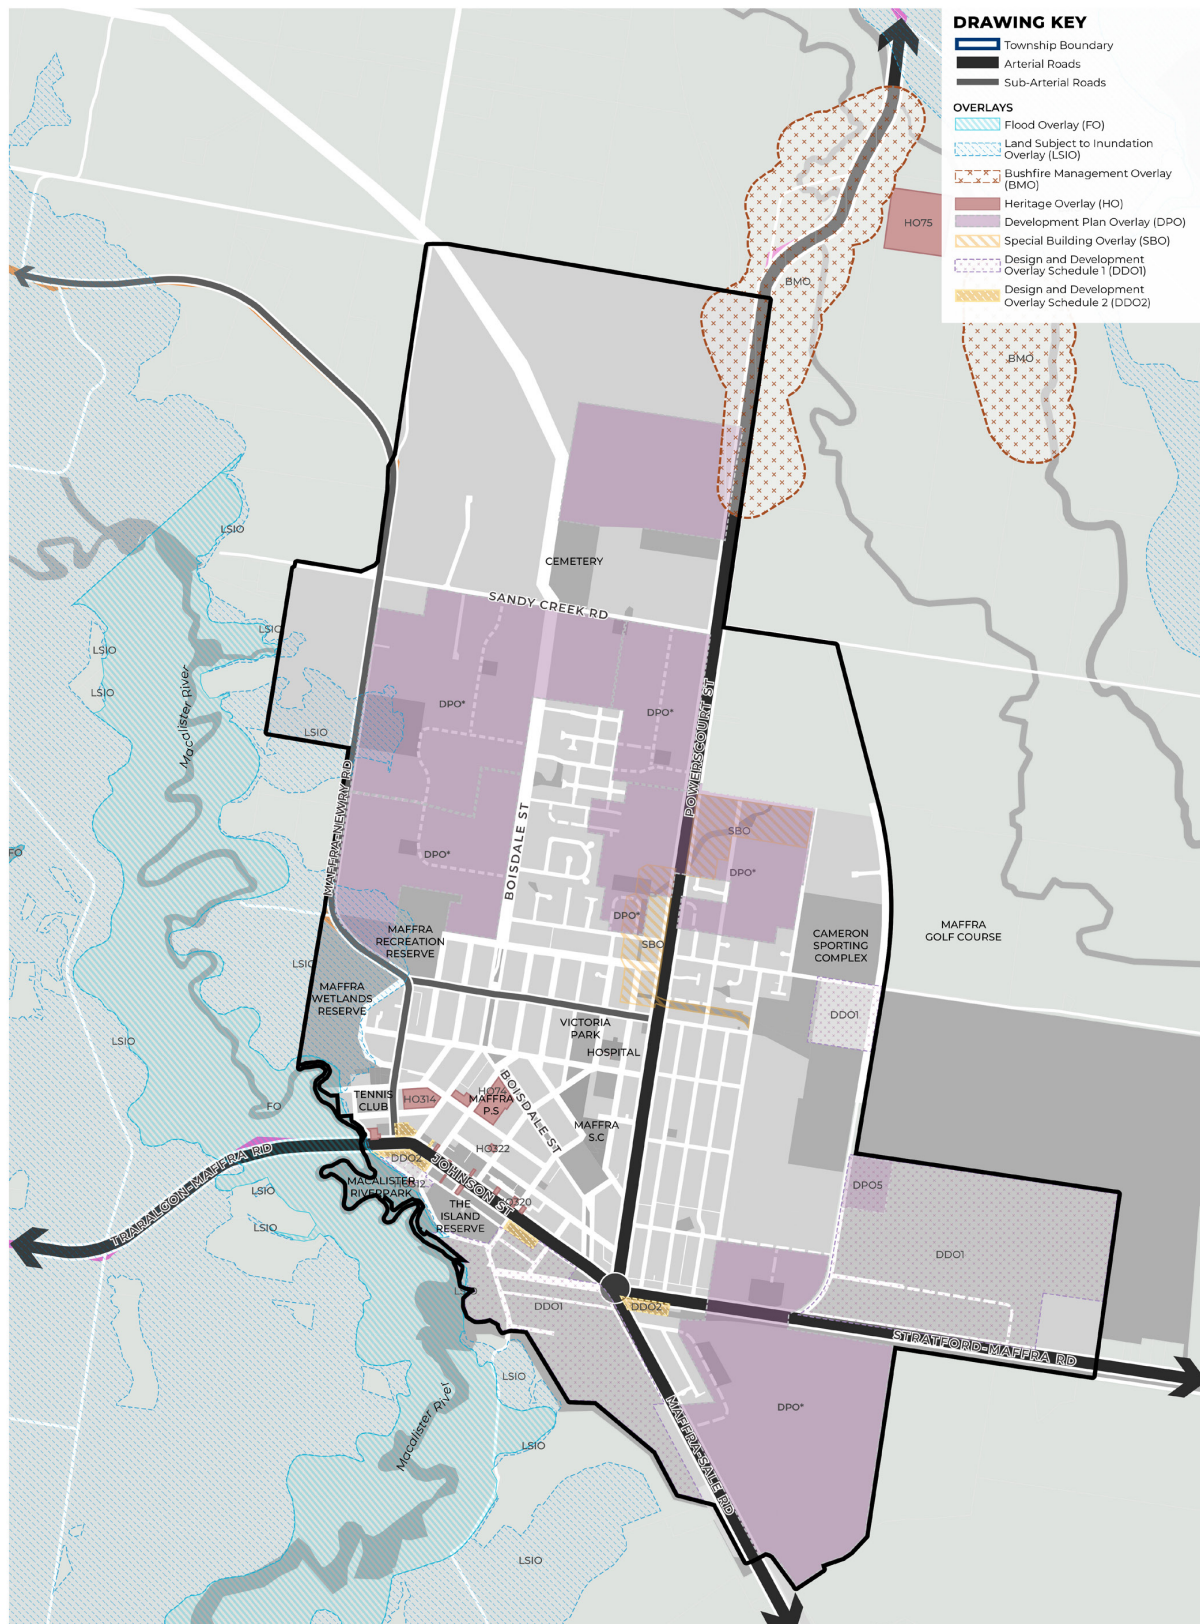 DRAWING KEY
Township Boundary
Arterial Roads
Sub-Arterial Roads
OVERLAYS
Flood Overlay (FO)
Land Subject to Inundation
Overlay (LSIO)
Bushfire Management Overlay
(BMO)
Heritage Overlay (HO)
Development Plan Overlay (DPO)
Special Building Overlay (SBO)
Design and Development
Overlay Schedule 1 (DDO1)
Design and Development
Overlay Schedule 2 (DDO2)
HO75
BMO
BMO
LSIO
CEMETERY
SANDY CREEK RD
LSIO
LSIO
LSIO
Macalister River
DPO*
DPO*
LSIO
POWERSCOURT ST
MAFFRA-NEWRY RD
BOISDALE ST
SBO
FO
DPO*
DPO*
DPO*
MAFFRA
RECREATION
RESERVE
SBO
CAMERON
SPORTING
COMPLEX
MAFFRA
GOLF COURSE
LSIO
MAFFRA
WETLANDS
RESERVE
DDO1
VICTORIA
PARK
HOSPITAL
LSIO
BOISDALE ST
HO74
MAFFRA
P.S
TENNIS
CLUB
HO314
FO
MAFFRA
S.C
HO322
TRARALGON-MAFFRA RD
DDO2
JOHNSON ST
MACALISTER
RIVERPARK
HO312
LSIO
DPO5
HO320
THE
ISLAND
RESERVE
LSIO
DDO1
LSIO
DDO1
DDO2
STRATFORD-MAFFRA RD
LSIO
DPO*
Macalister River
MAFFRA-SALE RD
LSIO
LSIO